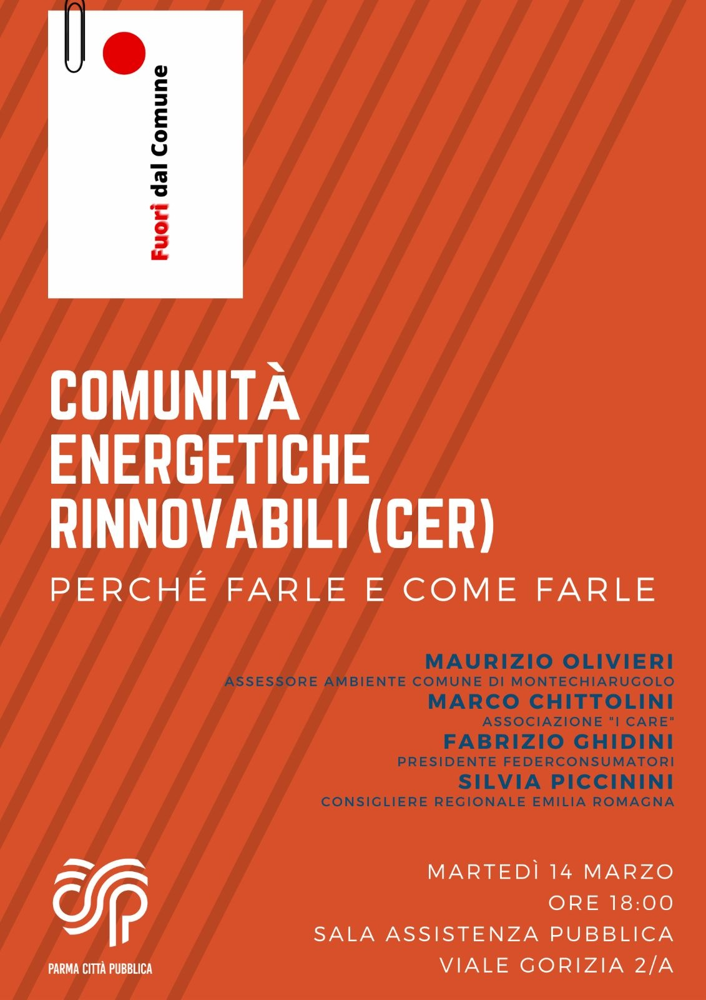 Fuori dal Comune
COMUNITÀ
ENERGETICHE
RINNOVABILI (CER)
PERCHÉ FARLE E COME FARLE
MAURIZIO OLIVIERI
ASSESSORE AMBIENTE COMUNE DI MONTECHIARUGOLO
MARCO CHITTOLINI
ASSOCIAZIONE "I CARE"
FABRIZIO GHIDINI
PRESIDENTE FEDERCONSUMATORI
SILVIA PICCININI
CONSIGLIERE REGIONALE EMILIA ROMAGNA
MARTEDÌ 14 MARZO
ORE 18:00
SALA ASSISTENZA PUBBLICA
VIALE GORIZIA 2/A
PARMA CITTÀ PUBBLICA